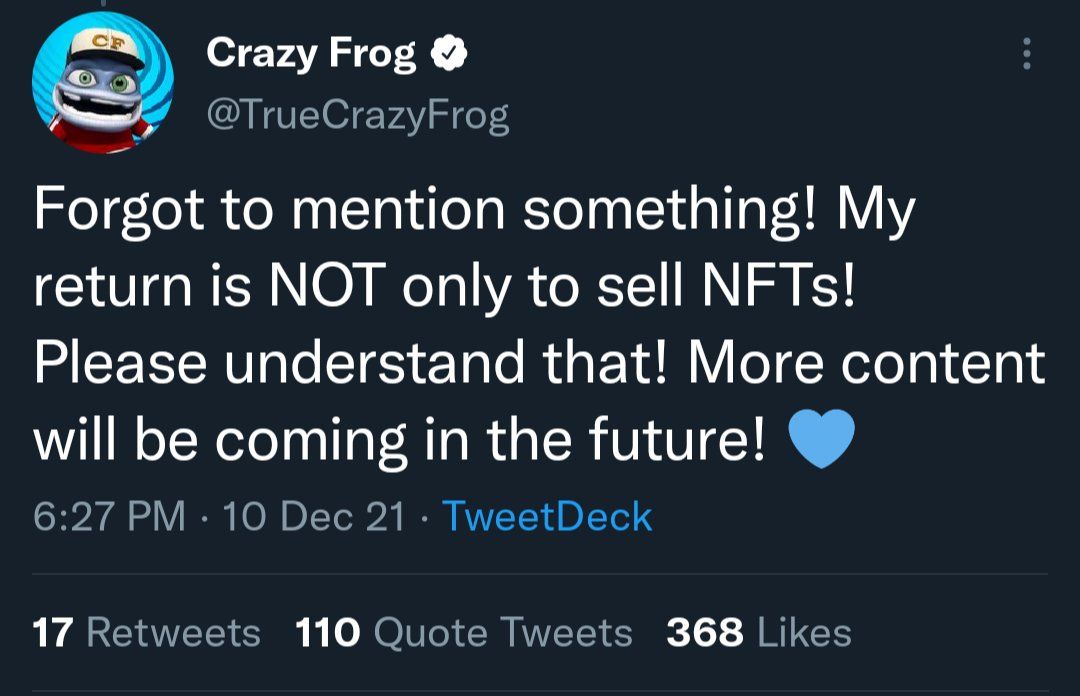 CF
Crazy Frog
@TrueCrazyFrog
Forgot to mention something! My
return is NOT only to sell NFTs!
Please understand that! More content
will be coming in the future! 💙
6:27 PM · 10 Dec 21 · TweetDeck
17 Retweets 110 Quote Tweets 368 Likes